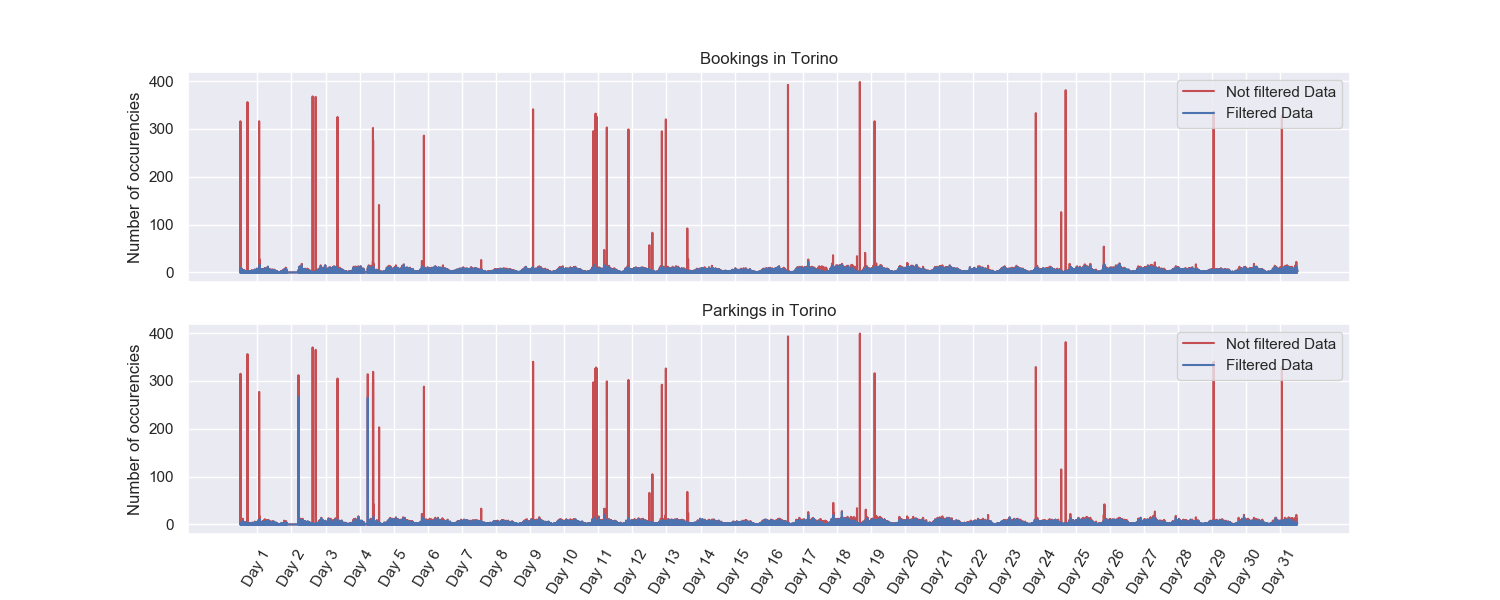 Bookings in Torino
400
300
200
100
0
Number of occurencies
Not filtered Data
Filtered Data
Parkings in Torino
400
300
200
100
0
Number of occurencies
Not filtered Data
Filtered Data
Day 1
Day 2
Day 3
Day 4
Day 5
Day 6
Day 7
Day 8
Day 9
Day 10
Day 11
Day 12
Day 13
Day 14
Day 15
Day 16
Day 17
Day 18
Day 19
Day 20
Day 21
Day 22
Day 23
Day 24
Day 25
Day 26
Day 27
Day 28
Day 29
Day 30
Day 31